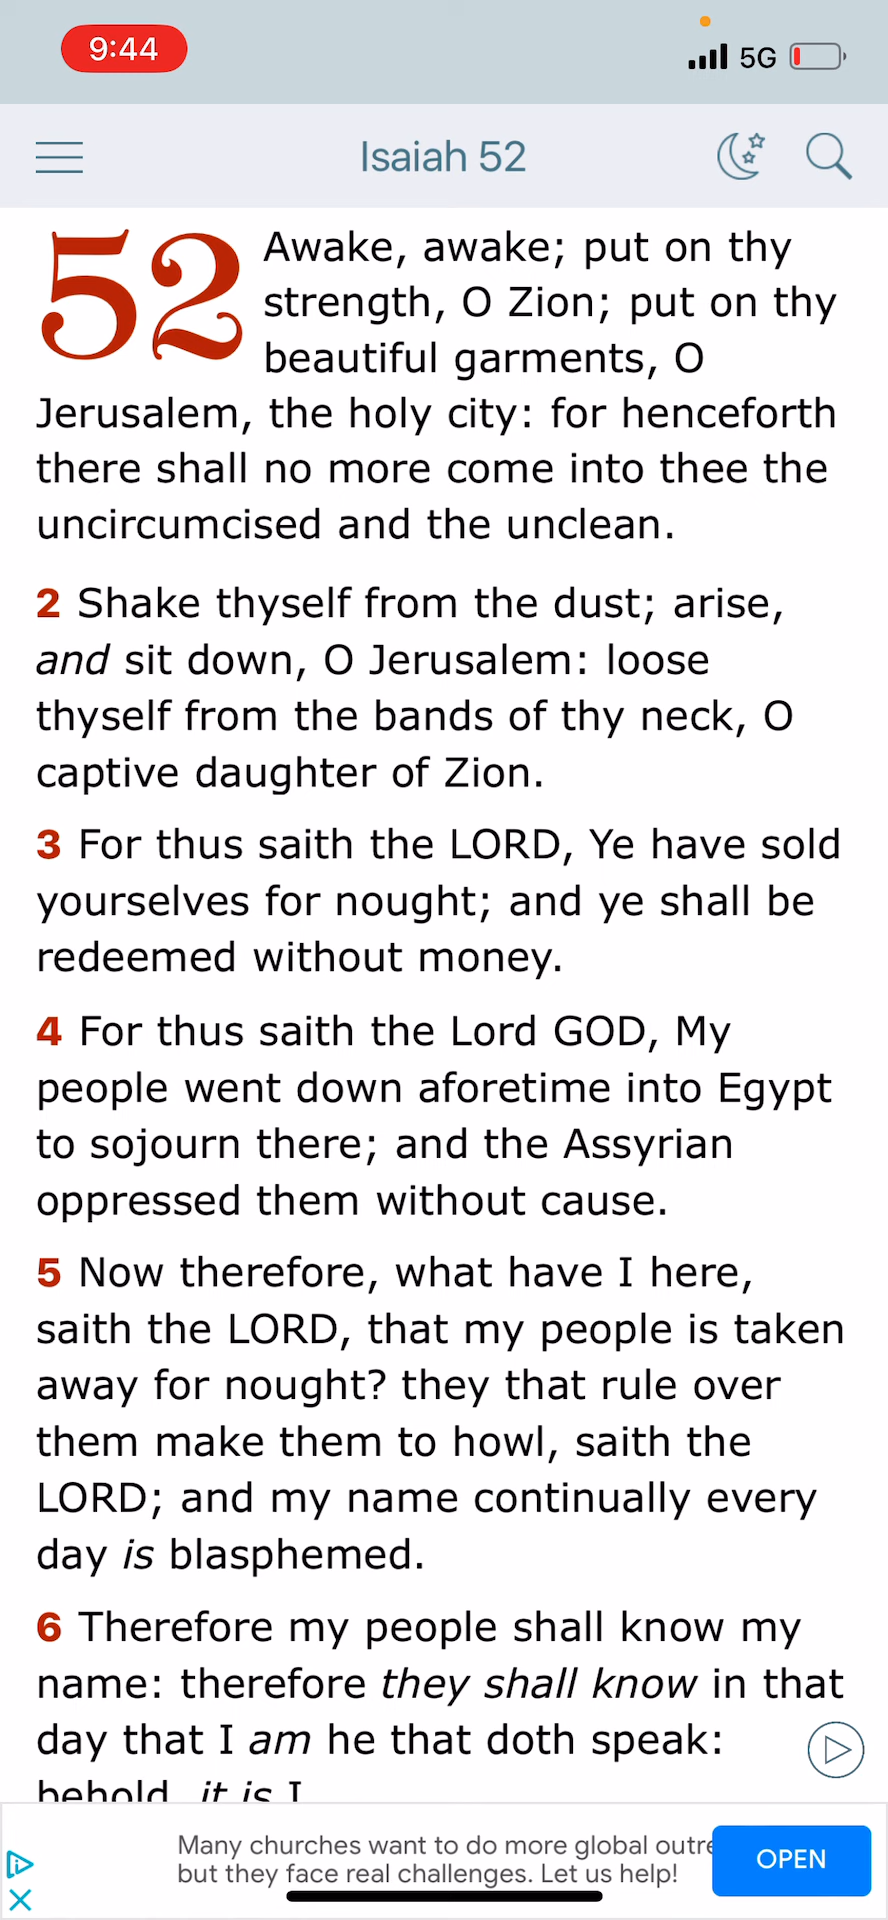 9:44
5G
Isaiah 52
52 Awake, awake; put on thy
strength, O Zion; put on thy
beautiful garments, O
Jerusalem, the holy city: for henceforth
there shall no more come into thee the
uncircumcised and the unclean.
2 Shake thyself from the dust; arise,
and sit down, O Jerusalem: loose
thyself from the bands of thy neck, O
captive daughter of Zion.
3 For thus saith the LORD, Ye have sold
yourselves for nought; and ye shall be
redeemed without money.
4 For thus saith the Lord GOD, My
people went down aforetime into Egypt
to sojourn there; and the Assyrian
oppressed them without cause.
5 Now therefore, what have I here,
saith the LORD, that my people is taken
away for nought? they that rule over
them make them to howl, saith the
LORD; and my name continually every
day is blasphemed.
6 Therefore my people shall know my
name: therefore they shall know in that
day that I am he that doth speak:
behold, it is I
Many churches want to do more global outre
but they face real challenges. Let us help!
OPEN